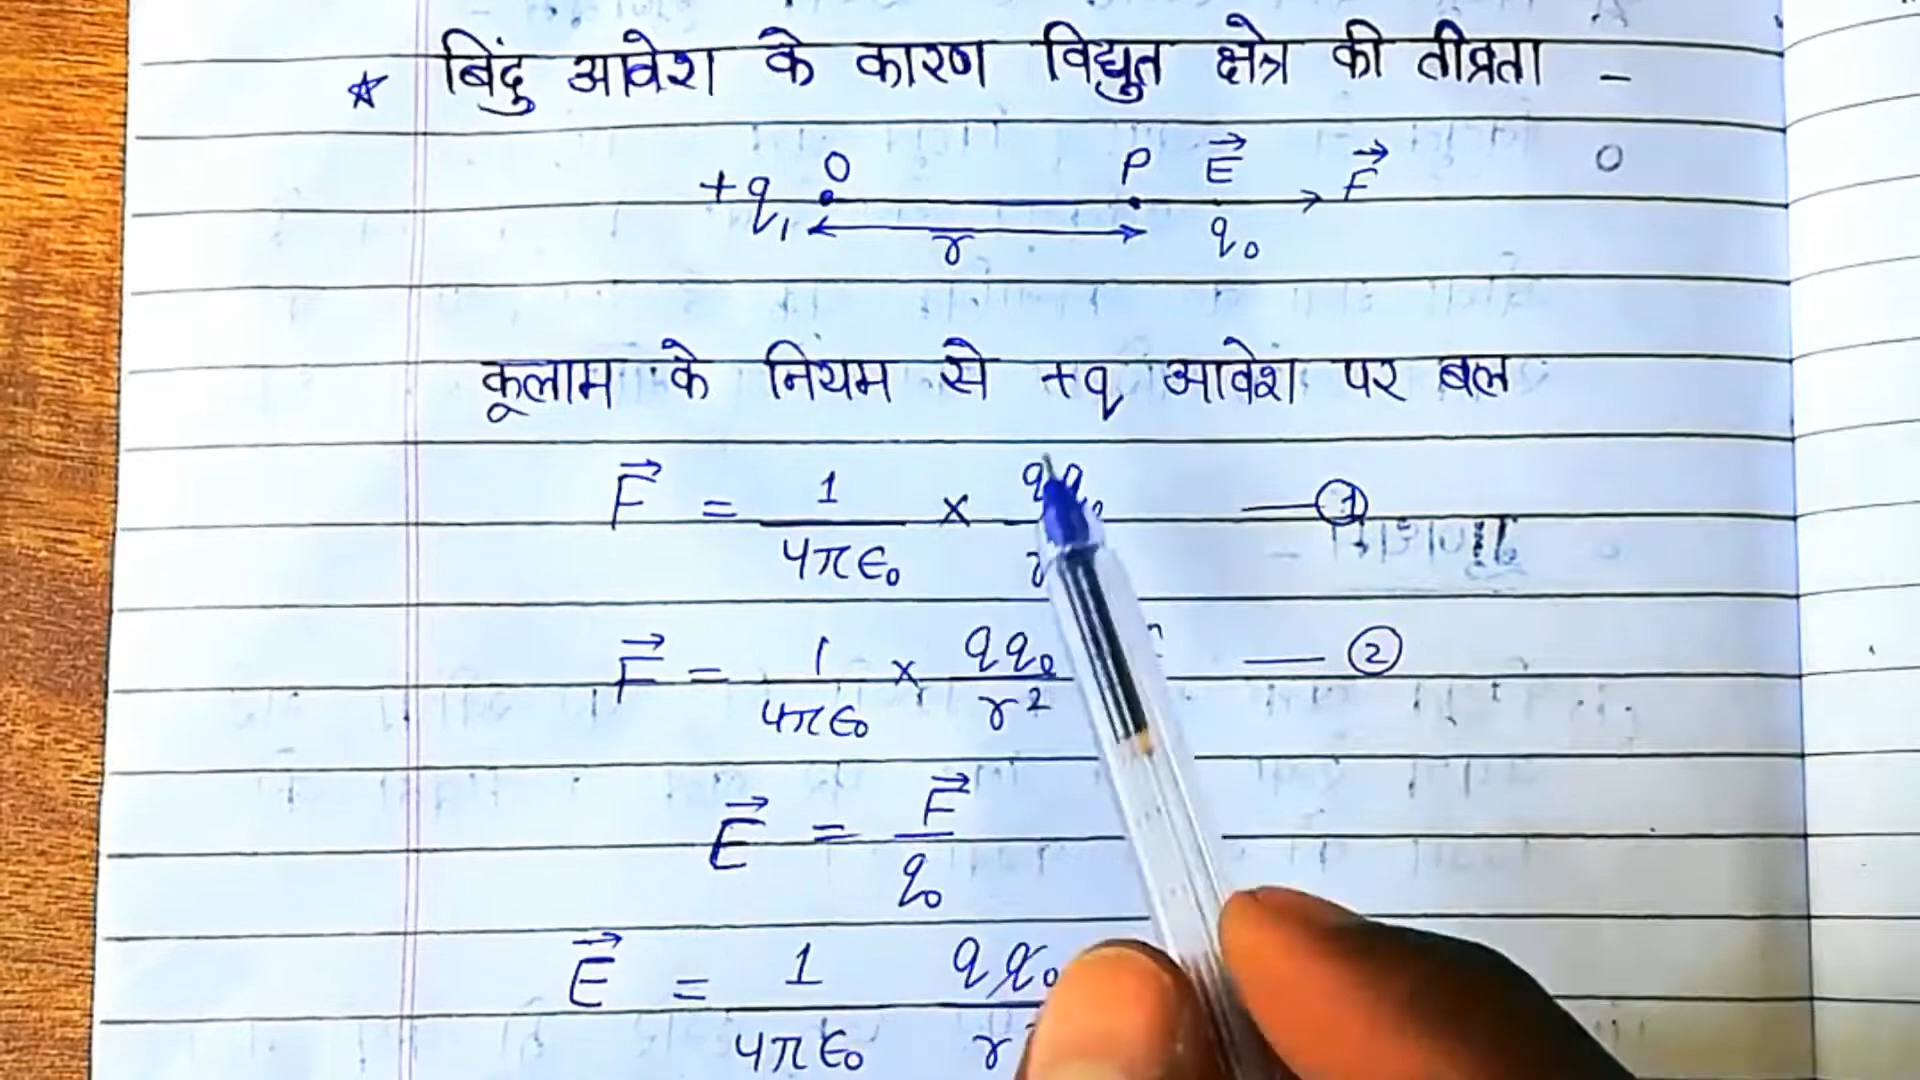 ☆ बिंदु आवेश के कारण विद्युत क्षेत्र की तीव्रता –
+q₁ O P E⃗ F⃗
r q₀
कूलाम के नियम से +q आवेश पर बल
F⃗ = 1/4πε₀ × —①
F⃗ = 1/4πε₀ × qq₀/r² —②
E⃗ = F⃗/q₀
E⃗ = 1/4πε₀ qq₀/r